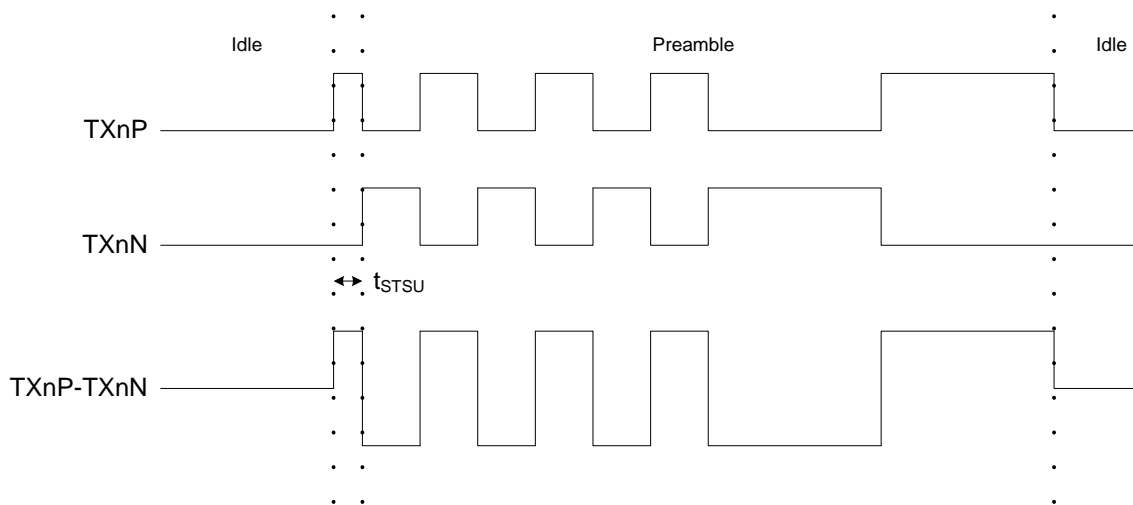 Idle
Preamble
Idle
TXnP
TXnN
tSTSU
TXnP-TXnN